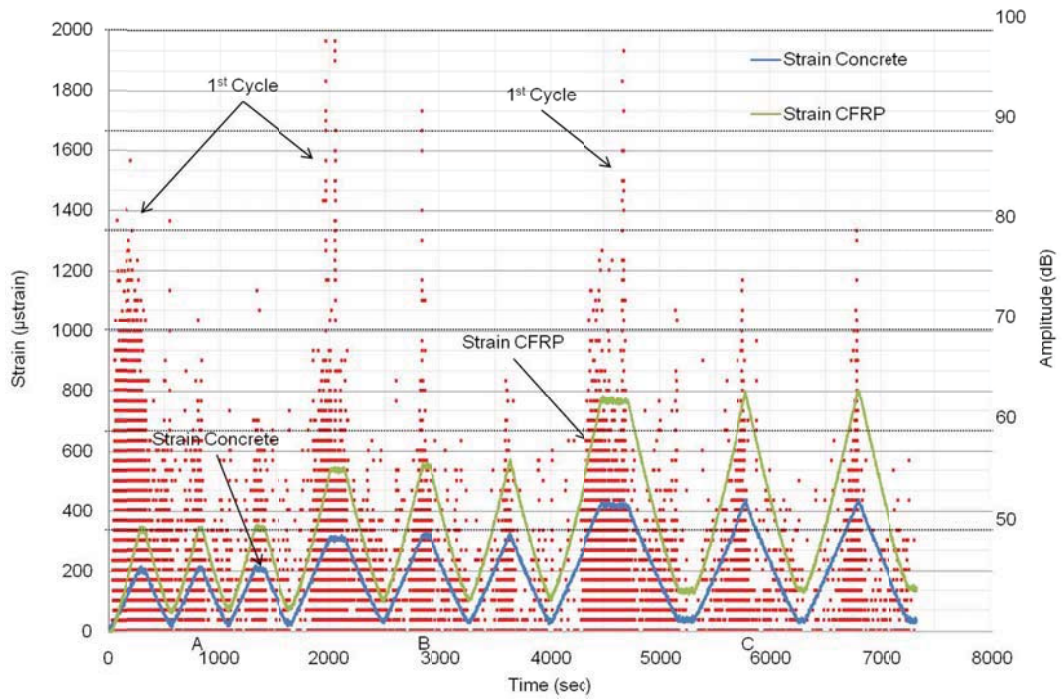 2000
1800
1600
1400
1200
1000
800
600
400
200
0
Strain (µstrain)
100
90
80
70
60
50
Amplitude (dB)
Strain Concrete
Strain CFRP
1st Cycle
1st Cycle
Strain CFRP
Strain Concrete
A
B
C
0 1000 2000 3000 4000 5000 6000 7000 8000
Time (sec)